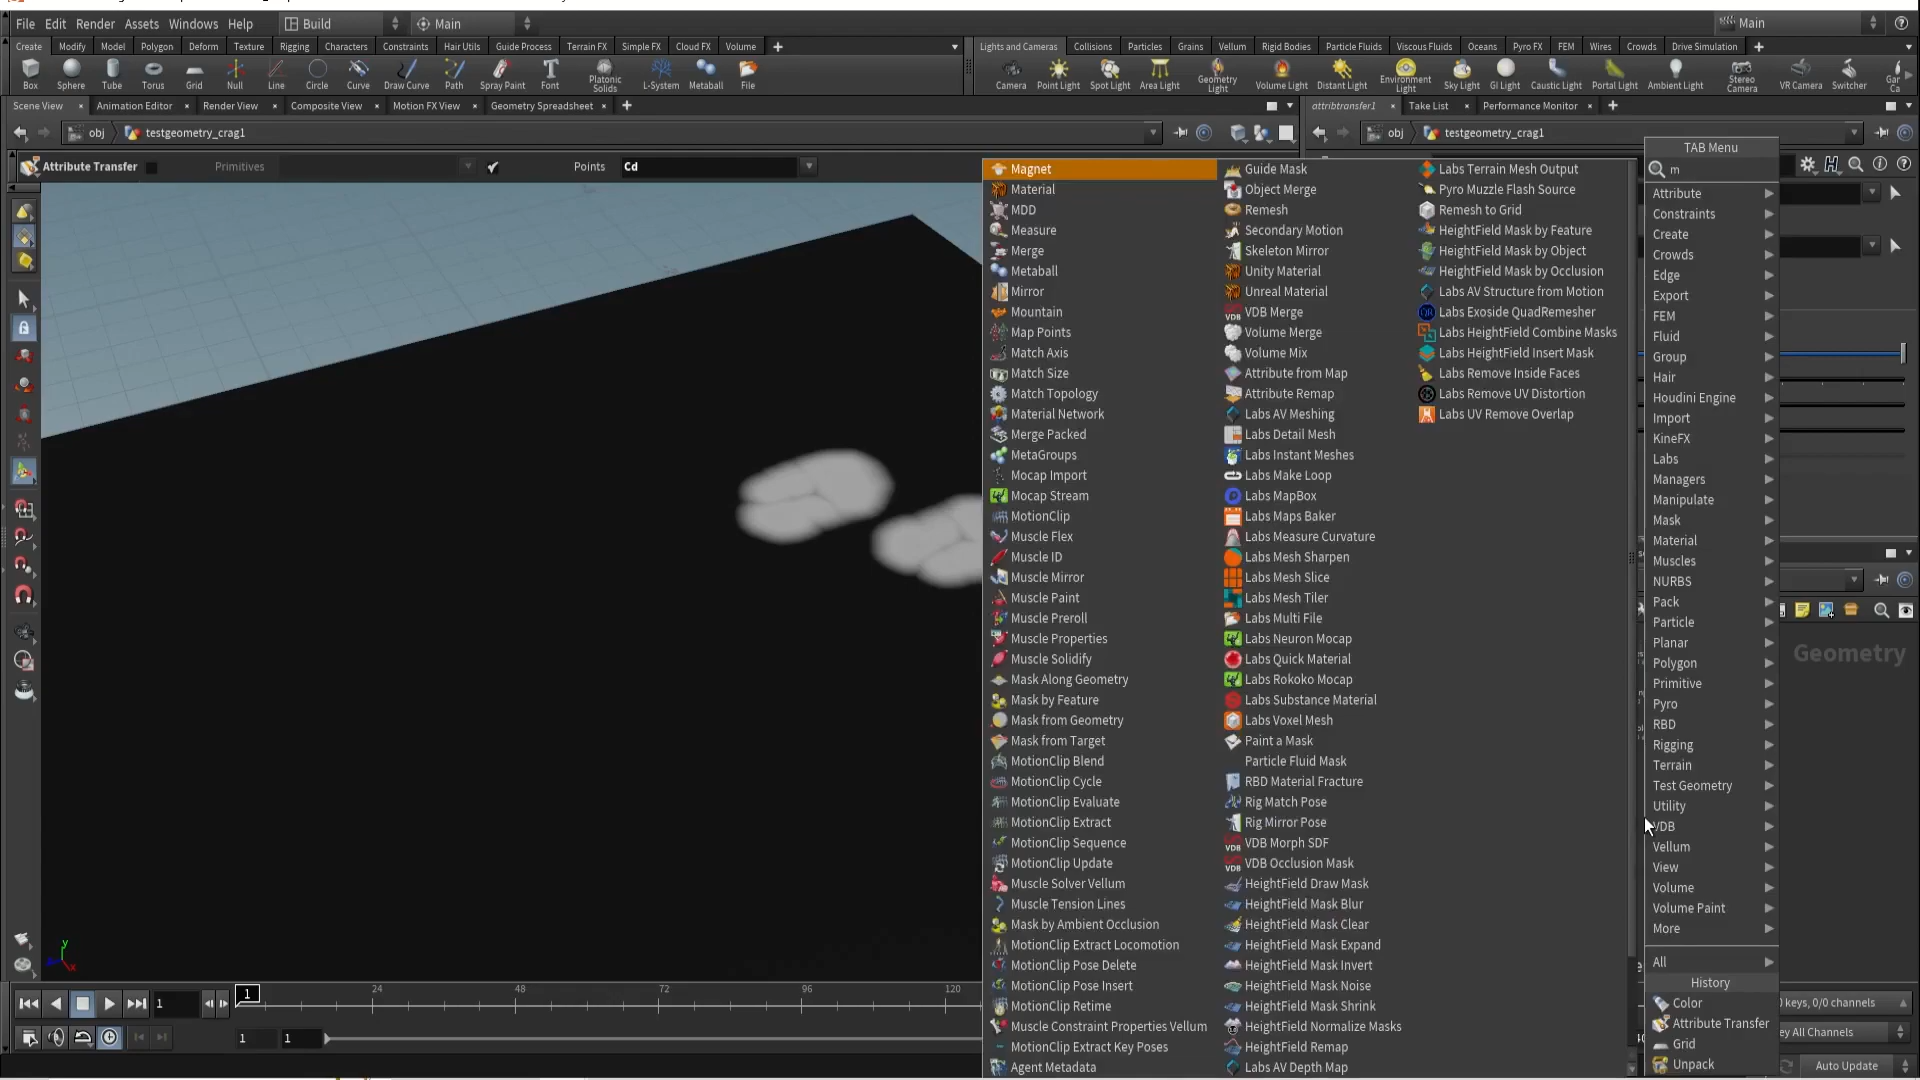 File Edit Render Assets Windows Help Build Main Main
Create Modify Model Polygon Deform Texture Rigging Characters Constraints Hair Utils Guide Process Terrain FX Simple FX Cloud FX Volume
Lights and Cameras Collisions Particles Grains Vellum Rigid Bodies Particle Fluids Viscous Fluids Oceans Pyro FX FEM Wires Crowds Drive Simulation
Box Sphere Tube Torus Grid Null Line Circle Curve Draw Curve Path Spray Paint Font Platonic Solids L-System Metaball File
Camera Point Light Spot Light Area Light Geometry Light Volume Light Distant Light Environment Light Sky Light GI Light Caustic Light Portal Light Ambient Light Stereo Camera VR Camera Switcher
Scene View Animation Editor Render View Composite View Motion FX View Geometry Spreadsheet
attribtransfer1 Take List Performance Monitor
obj testgeometry_crag1
obj testgeometry_crag1
Attribute Transfer Primitives Points Cd
Magnet
Material
MDD
Measure
Merge
Metaball
Mirror
Mountain
Map Points
Match Axis
Match Size
Match Topology
Material Network
Merge Packed
MetaGroups
Mocap Import
Mocap Stream
MotionClip
Muscle Flex
Muscle ID
Muscle Mirror
Muscle Paint
Muscle Preroll
Muscle Properties
Muscle Solidify
Mask Along Geometry
Mask by Feature
Mask from Geometry
Mask from Target
MotionClip Blend
MotionClip Cycle
MotionClip Evaluate
MotionClip Extract
MotionClip Sequence
MotionClip Update
Muscle Solver Vellum
Muscle Tension Lines
Mask by Ambient Occlusion
MotionClip Extract Locomotion
MotionClip Pose Delete
MotionClip Pose Insert
MotionClip Retime
Muscle Constraint Properties Vellum
MotionClip Extract Key Poses
Agent Metadata
Guide Mask
Object Merge
Remesh
Secondary Motion
Skeleton Mirror
Unity Material
Unreal Material
VDB Merge
Volume Merge
Volume Mix
Attribute from Map
Attribute Remap
Labs AV Meshing
Labs Detail Mesh
Labs Instant Meshes
Labs Make Loop
Labs MapBox
Labs Maps Baker
Labs Measure Curvature
Labs Mesh Sharpen
Labs Mesh Slice
Labs Mesh Tiler
Labs Multi File
Labs Neuron Mocap
Labs Quick Material
Labs Rokoko Mocap
Labs Substance Material
Labs Voxel Mesh
Paint a Mask
Particle Fluid Mask
RBD Material Fracture
Rig Match Pose
Rig Mirror Pose
VDB Morph SDF
VDB Occlusion Mask
HeightField Draw Mask
HeightField Mask Blur
HeightField Mask Clear
HeightField Mask Expand
HeightField Mask Invert
HeightField Mask Noise
HeightField Mask Shrink
HeightField Normalize Masks
HeightField Remap
Labs AV Depth Map
Labs Terrain Mesh Output
Pyro Muzzle Flash Source
Remesh to Grid
HeightField Mask by Feature
HeightField Mask by Object
HeightField Mask by Occlusion
Labs AV Structure from Motion
Labs Exoside QuadRemesher
Labs HeightField Combine Masks
Labs HeightField Insert Mask
Labs Remove Inside Faces
Labs Remove UV Distortion
Labs UV Remove Overlap
TAB Menu
m
Attribute
Constraints
Create
Crowds
Edge
Export
FEM
Fluid
Group
Hair
Houdini Engine
Import
KineFX
Labs
Managers
Manipulate
Mask
Material
Muscles
NURBS
Pack
Particle
Planar
Polygon
Primitive
Pyro
RBD
Rigging
Terrain
Test Geometry
Utility
VDB
Vellum
View
Volume
Volume Paint
More
All
History
Color
Attribute Transfer
Grid
Unpack
Geometry
y
x
1 1 24 48 72 96 120
1 1
keys, 0/0 channels
Key All Channels
Auto Update